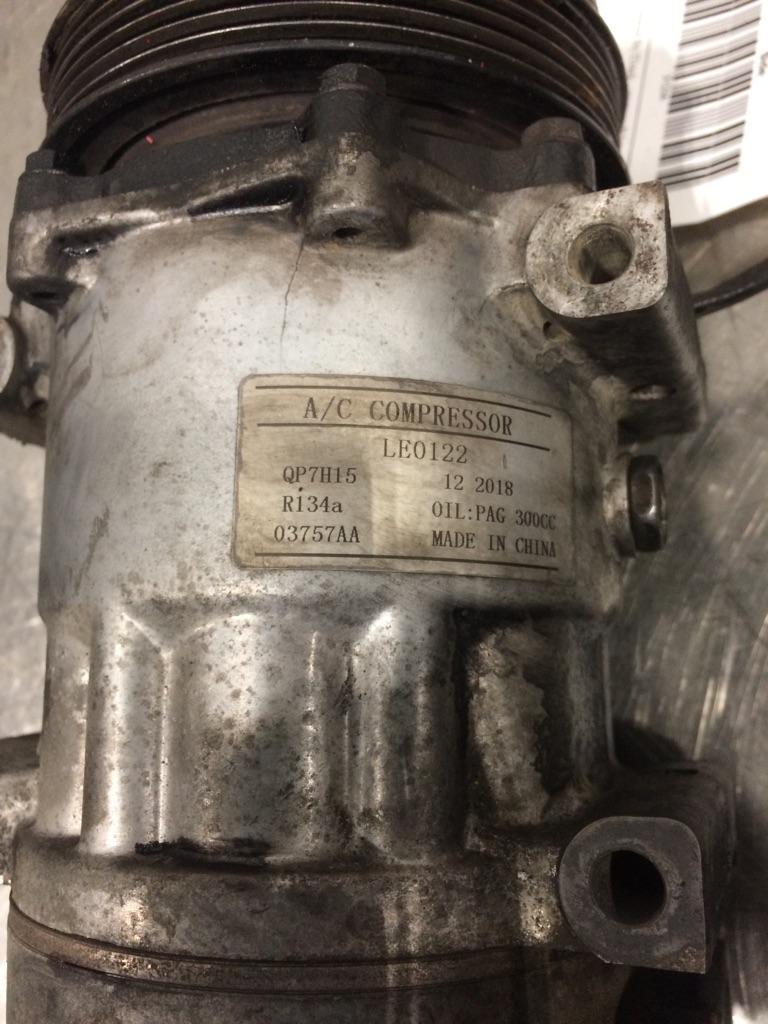 A/C COMPRESSOR
LE0122
QP7H15 12 2018
R134a OIL:PAG 300CC
03757AA MADE IN CHINA